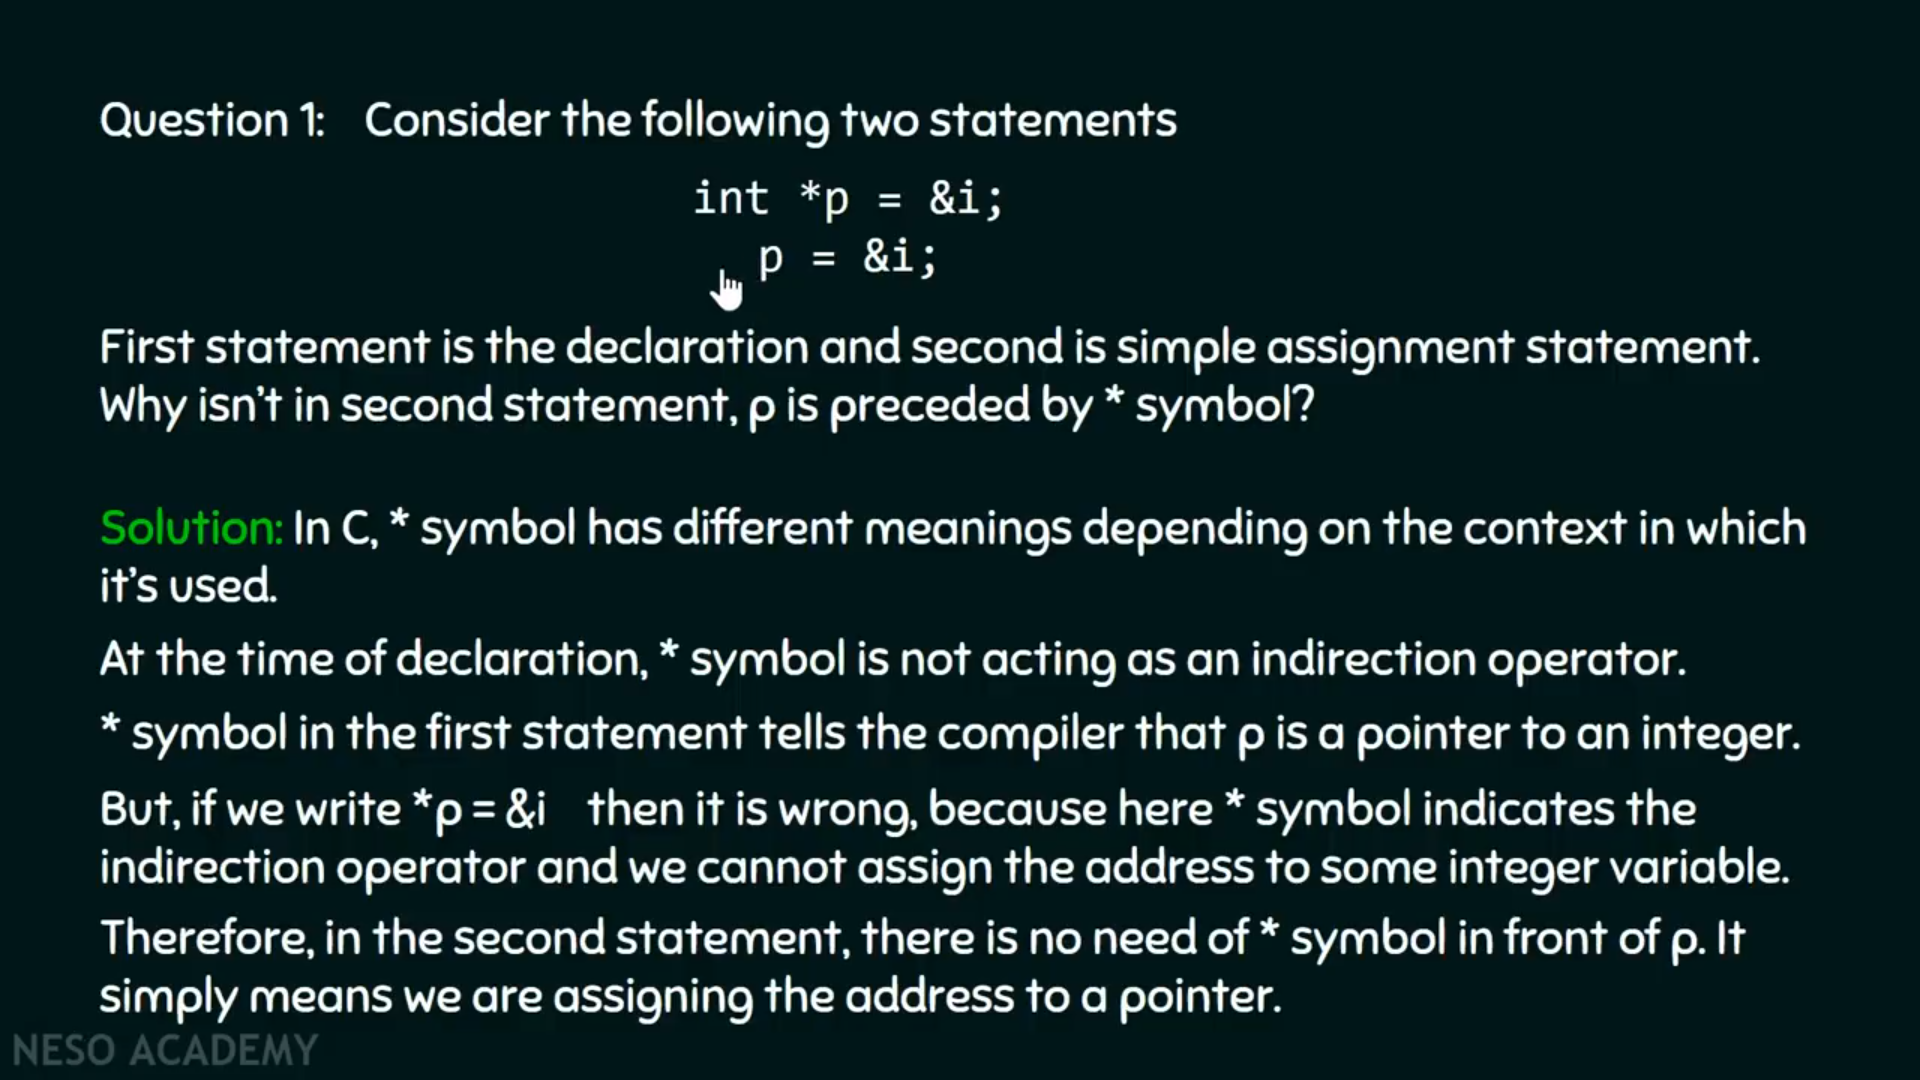 Question 1: Consider the following two statements
int *p = &i;
p = &i;
First statement is the declaration and second is simple assignment statement.
Why isn't in second statement, p is preceded by * symbol?
Solution: In C, * symbol has different meanings depending on the context in which
it's used.
At the time of declaration, * symbol is not acting as an indirection operator.
* symbol in the first statement tells the compiler that p is a pointer to an integer.
But, if we write *p = &i then it is wrong, because here * symbol indicates the
indirection operator and we cannot assign the address to some integer variable.
Therefore, in the second statement, there is no need of * symbol in front of p. It
simply means we are assigning the address to a pointer.
NESO ACADEMY